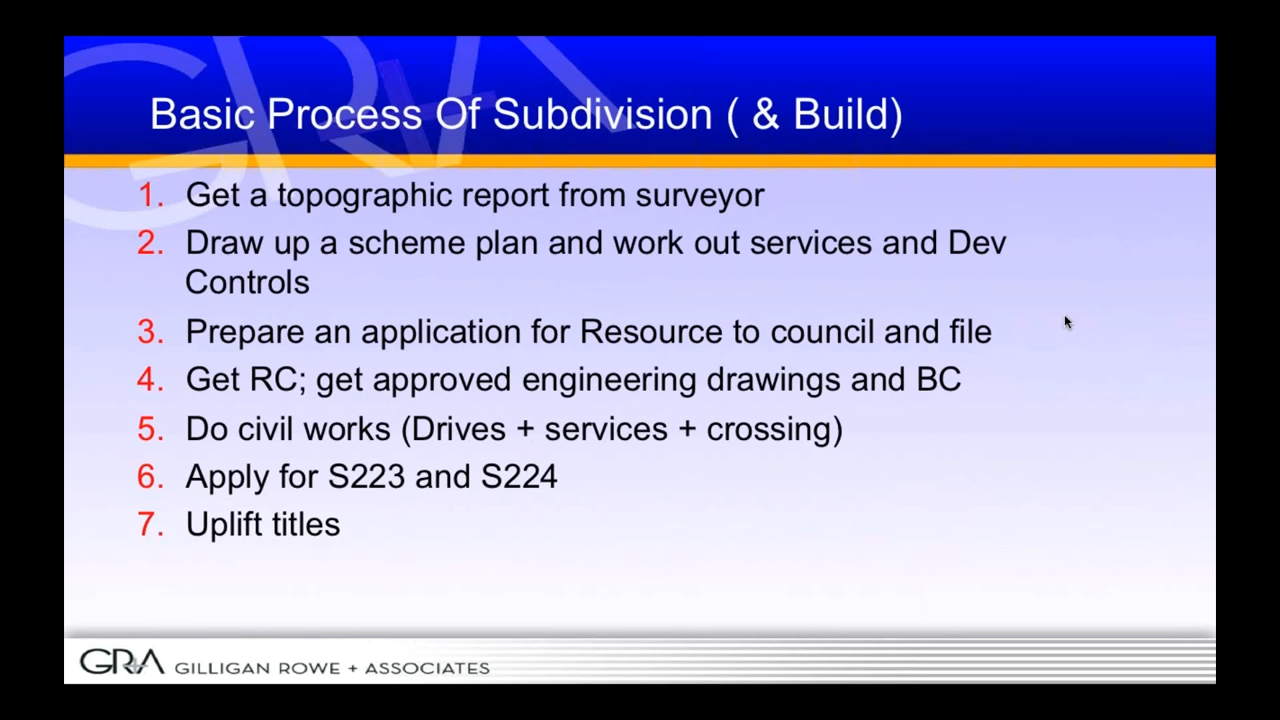 Basic Process Of Subdivision ( & Build)
1. Get a topographic report from surveyor
2. Draw up a scheme plan and work out services and Dev
Controls
3. Prepare an application for Resource to council and file
4. Get RC; get approved engineering drawings and BC
5. Do civil works (Drives + services + crossing)
6. Apply for S223 and S224
7. Uplift titles
GRA GILLIGAN ROWE + ASSOCIATES